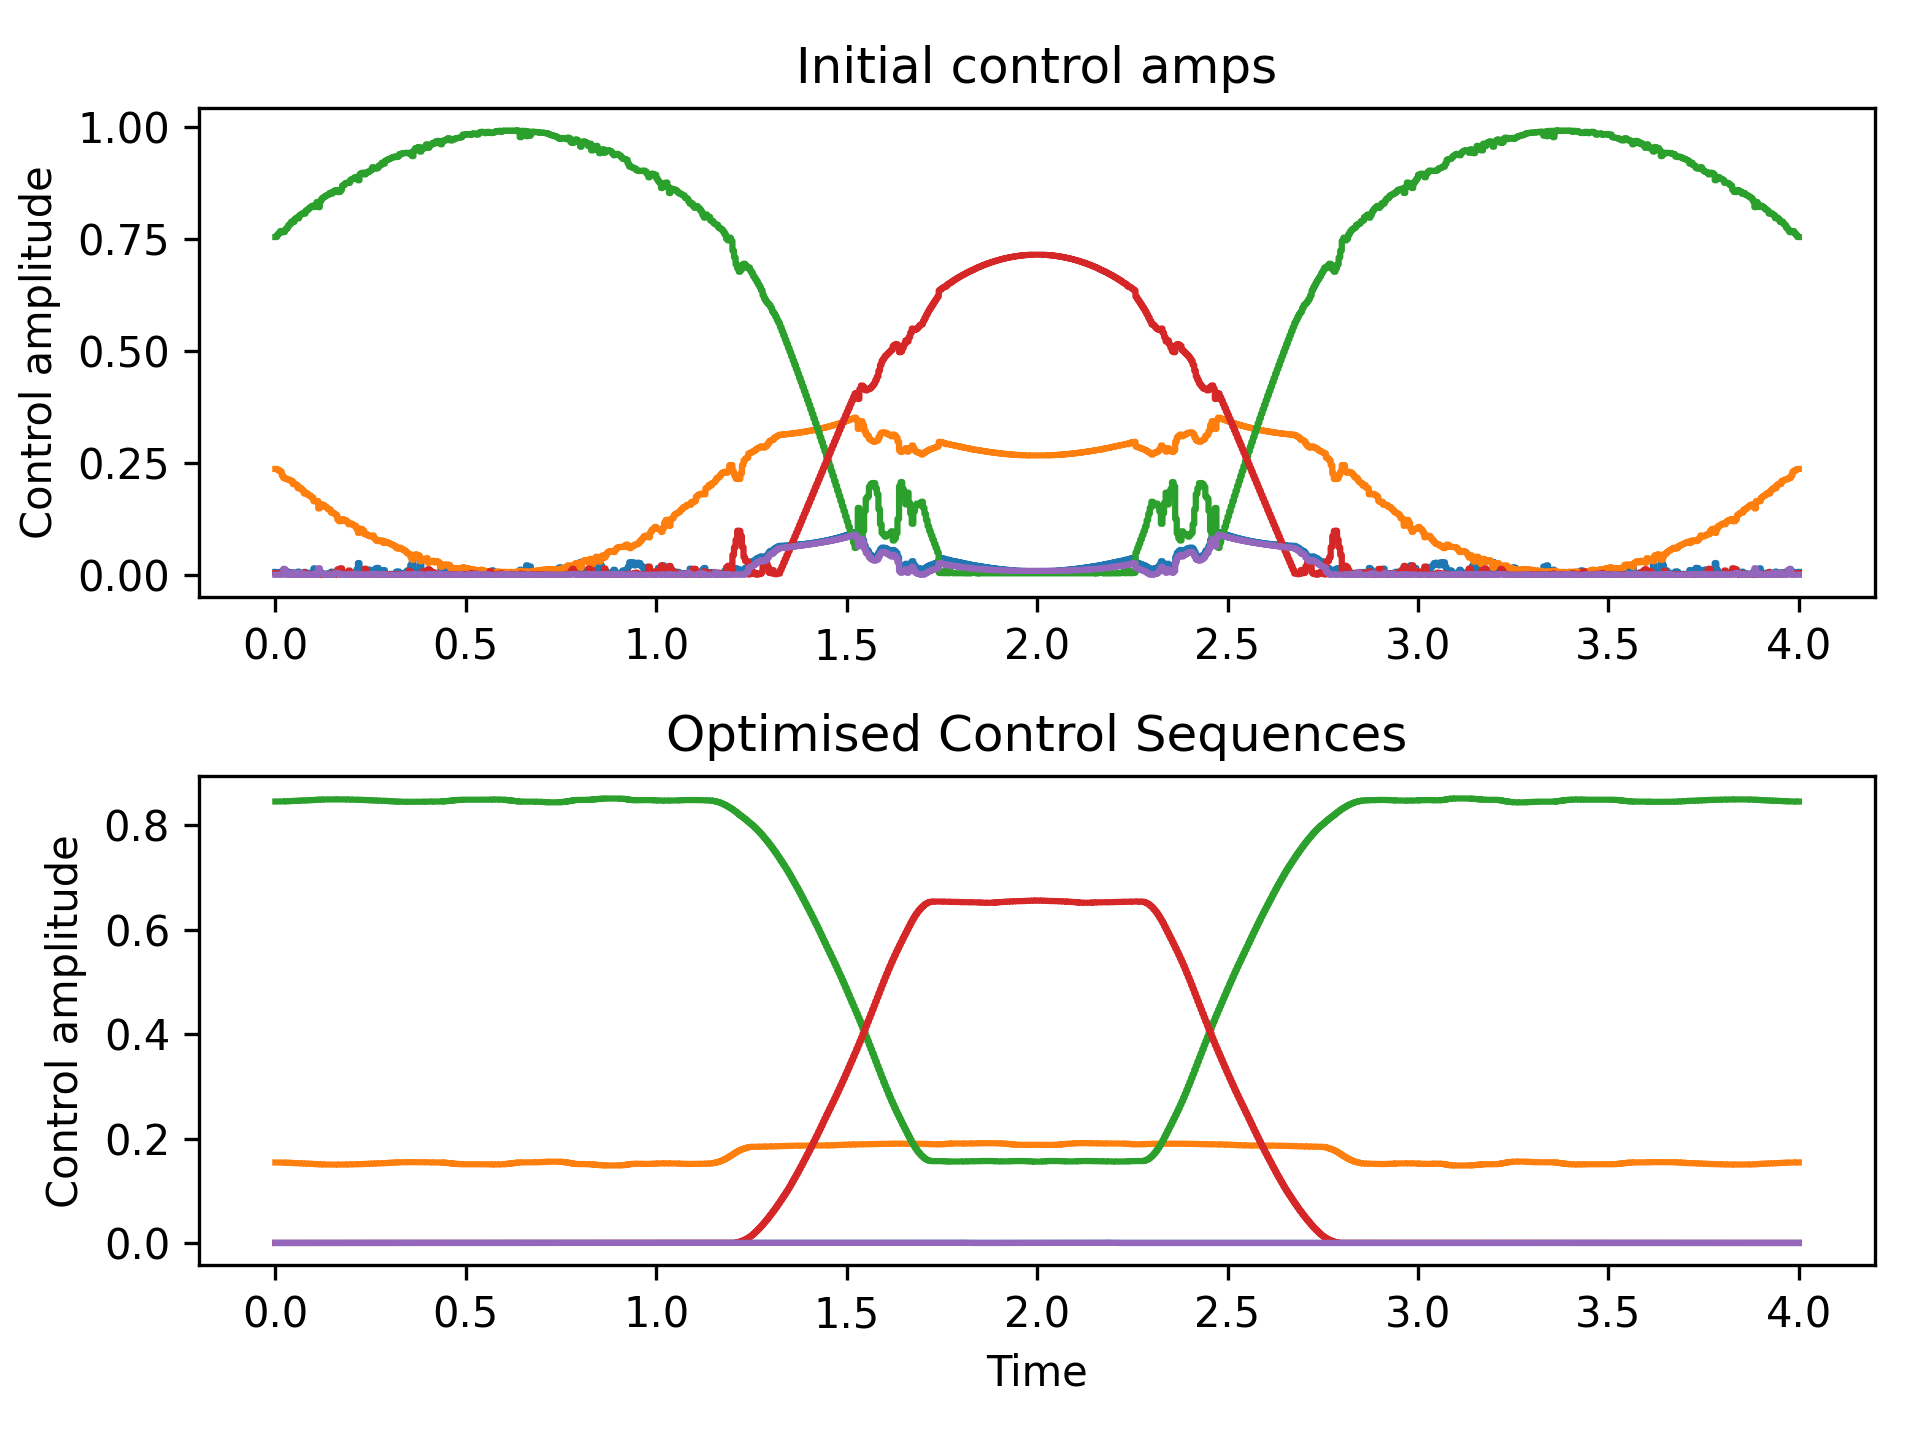 Initial control amps
Control amplitude
1.00
0.75
0.50
0.25
0.00
0.0 0.5 1.0 1.5 2.0 2.5 3.0 3.5 4.0
Optimised Control Sequences
Control amplitude
0.8
0.6
0.4
0.2
0.0
0.0 0.5 1.0 1.5 2.0 2.5 3.0 3.5 4.0
Time